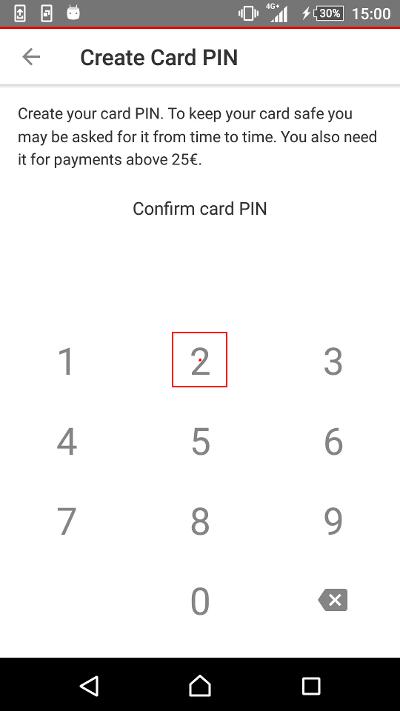 4G+ 30% 15:00
Create Card PIN
Create your card PIN. To keep your card safe you
may be asked for it from time to time. You also need
it for payments above 25€.
Confirm card PIN
1 2 3
4 5 6
7 8 9
0